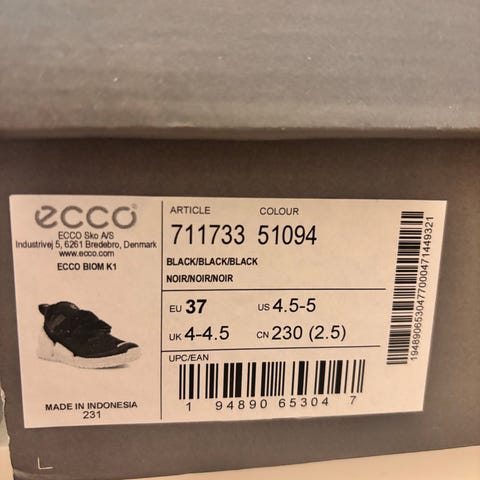 ecco
ECCO Sko A/S
Industrivej 5, 6261 Bredebro, Denmark
www.ecco.com
ECCO BIOM K1
MADE IN INDONESIA
231
ARTICLE COLOUR
711733 51094
BLACK/BLACK/BLACK
NOIR/NOIR/NOIR
EU 37 US 4.5-5
UK 4-4.5 CN 230 (2.5)
UPC/EAN
1 94890 65304 7
19489065304770004714493​21
L